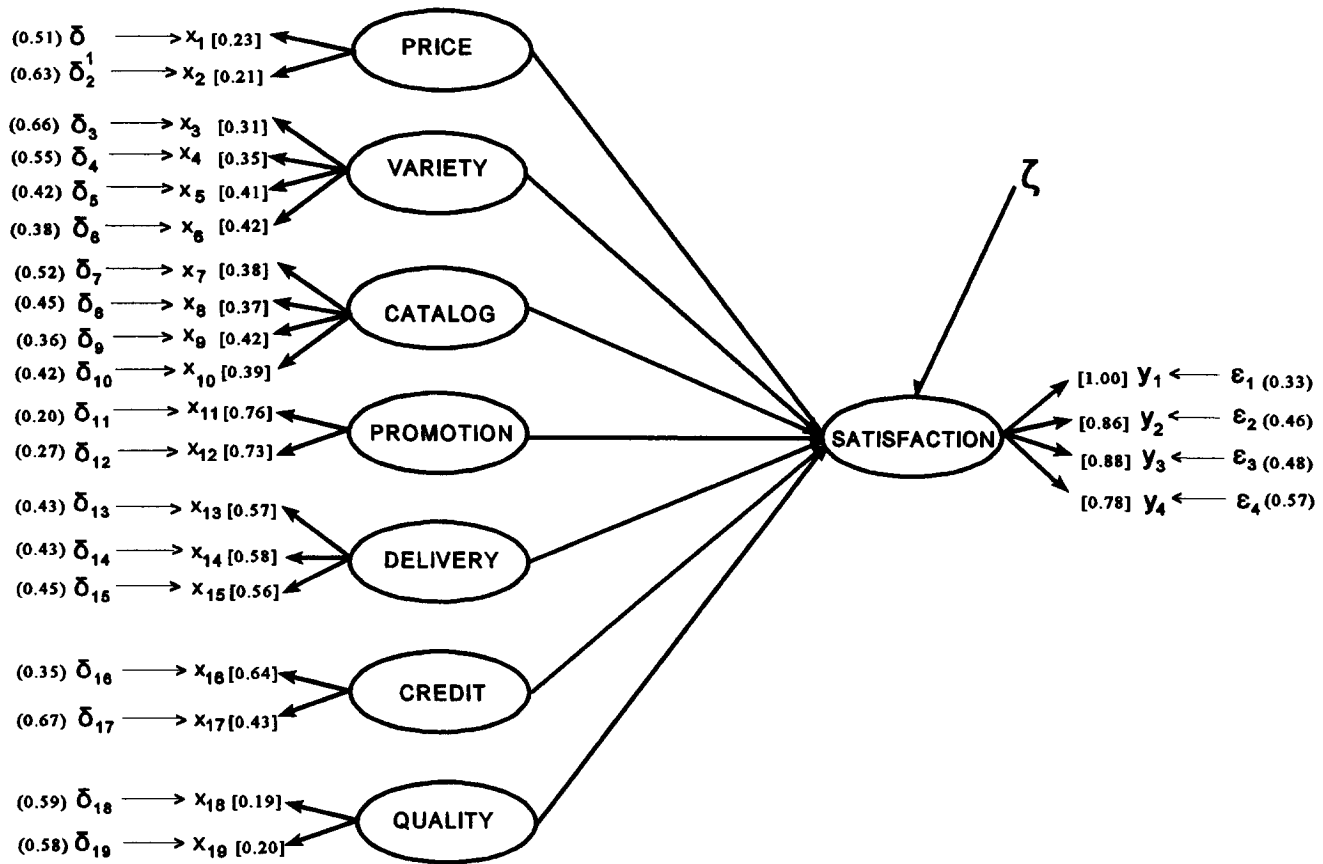 (0.51) δ1 x1 [0.23]
(0.63) δ2 x2 [0.21]
PRICE
(0.66) δ3 x3 [0.31]
(0.55) δ4 x4 [0.35]
(0.42) δ5 x5 [0.41]
(0.38) δ6 x6 [0.42]
VARIETY
(0.52) δ7 x7 [0.38]
(0.45) δ8 x8 [0.37]
(0.36) δ9 x9 [0.42]
(0.42) δ10 x10 [0.39]
CATALOG
(0.20) δ11 x11 [0.76]
(0.27) δ12 x12 [0.73]
PROMOTION
(0.43) δ13 x13 [0.57]
(0.43) δ14 x14 [0.58]
(0.45) δ15 x15 [0.56]
DELIVERY
(0.35) δ16 x16 [0.64]
(0.67) δ17 x17 [0.43]
CREDIT
(0.59) δ18 x18 [0.19]
(0.58) δ19 x19 [0.20]
QUALITY
ζ
SATISFACTION
[1.00] y1 ε1 (0.33)
[0.86] y2 ε2 (0.46)
[0.88] y3 ε3 (0.48)
[0.78] y4 ε4 (0.57)